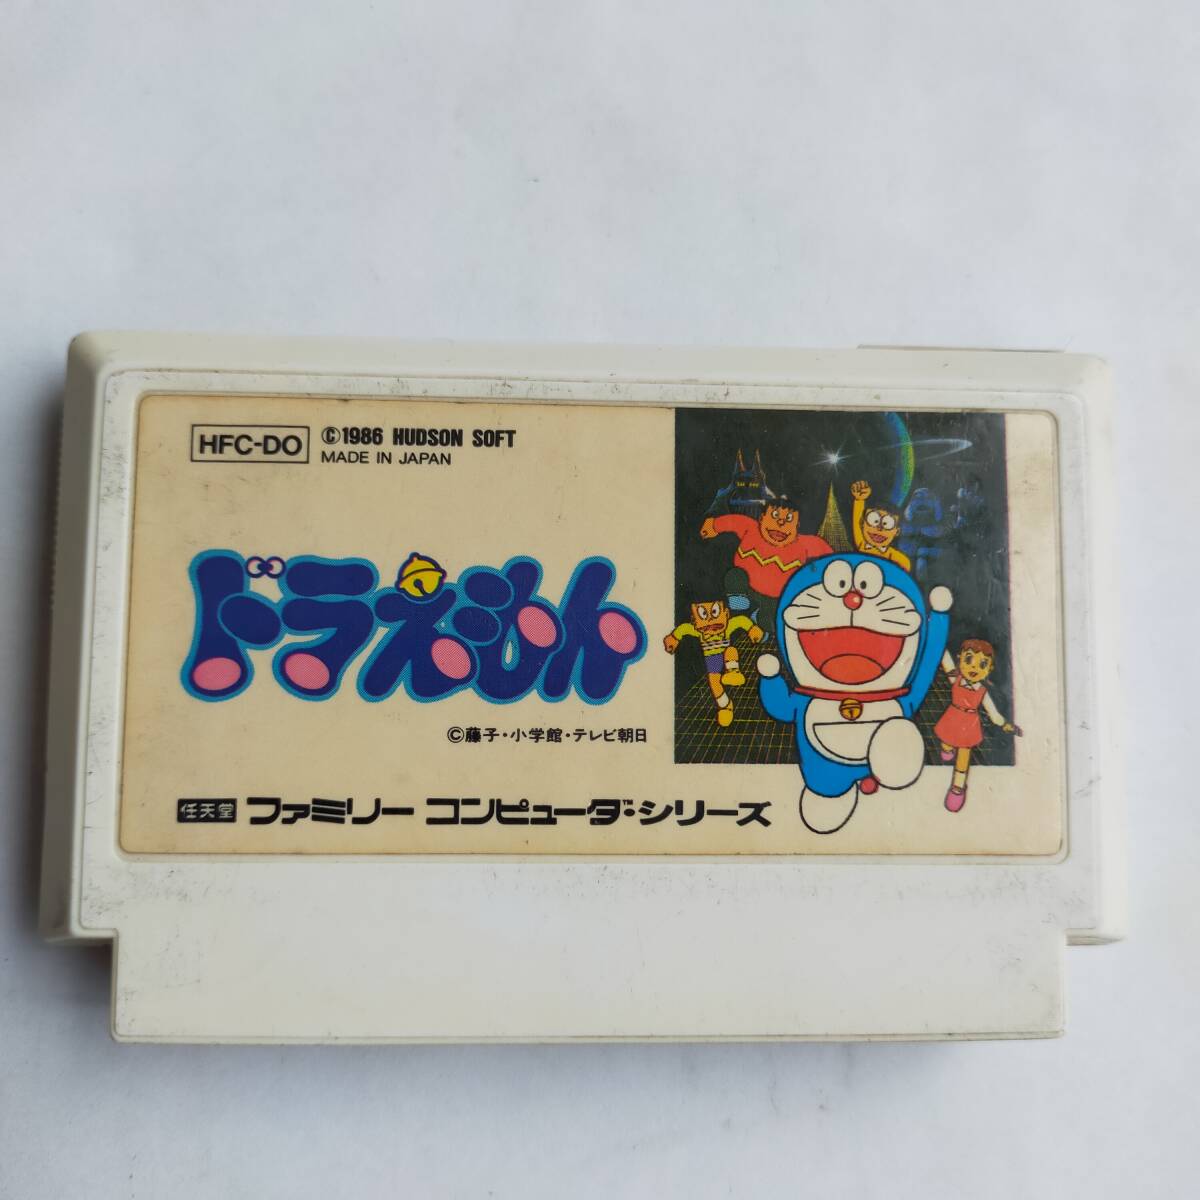 HFC-DO
©1986 HUDSON SOFT
MADE IN JAPAN
ドラえもん
©藤子・小学館・テレビ朝日
任天堂 ファミリー コンピュータ™・シリーズ